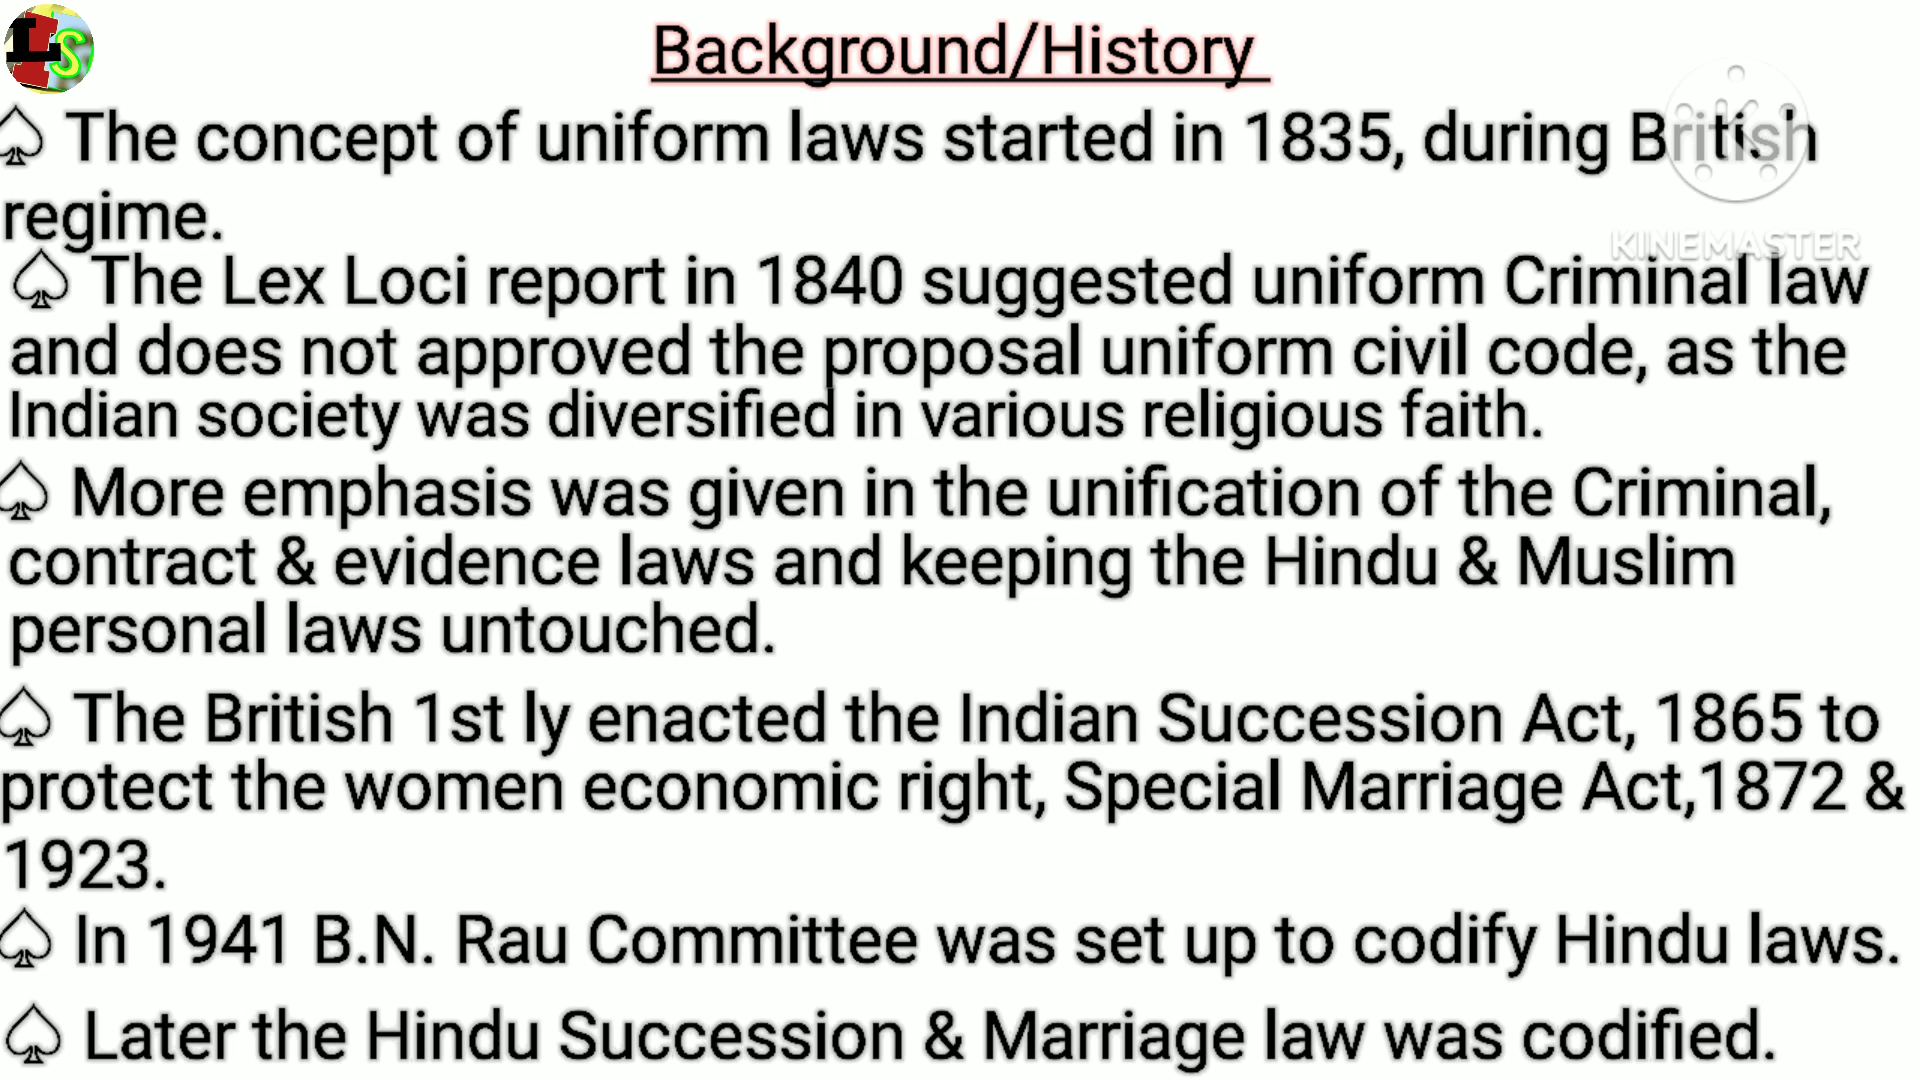 LS
Background/History
♤ The concept of uniform laws started in 1835, during British
regime.
KINEMASTER
♤ The Lex Loci report in 1840 suggested uniform Criminal law
and does not approved the proposal uniform civil code, as the
Indian society was diversified in various religious faith.
♤ More emphasis was given in the unification of the Criminal,
contract & evidence laws and keeping the Hindu & Muslim
personal laws untouched.
♤ The British 1st ly enacted the Indian Succession Act, 1865 to
protect the women economic right, Special Marriage Act,1872 &
1923.
♤ In 1941 B.N. Rau Committee was set up to codify Hindu laws.
♤ Later the Hindu Succession & Marriage law was codified.